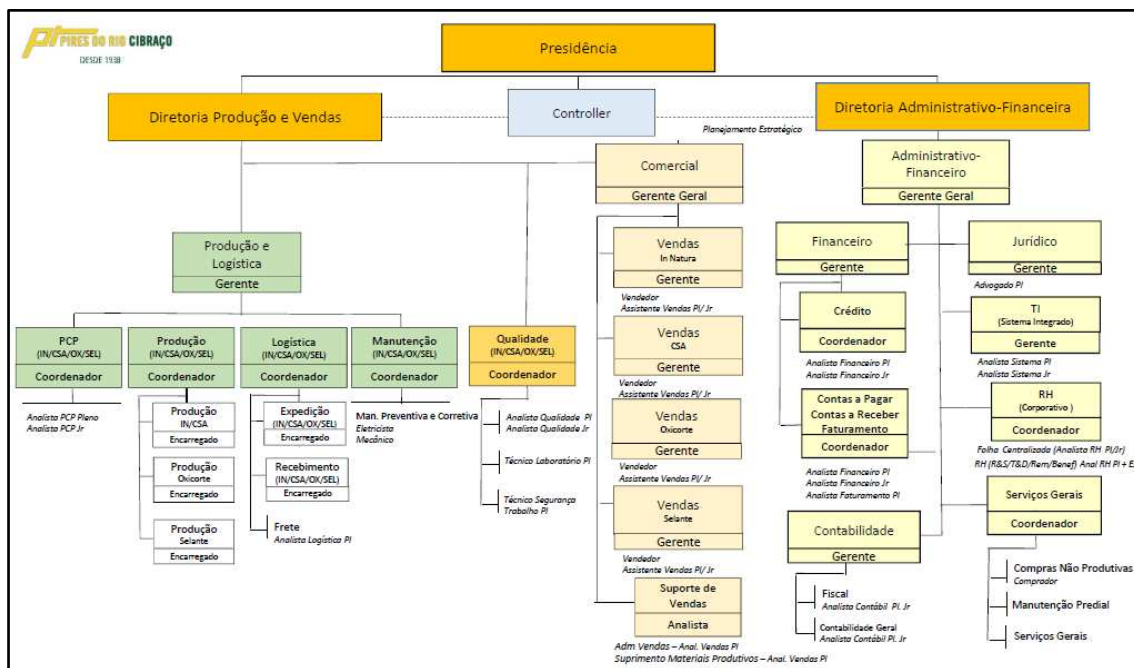 PIRES DO RIO CIBRAÇO
DESDE 1938
Presidência
Diretoria Produção e Vendas
Controller
Diretoria Administrativo-Financeira
Planejamento Estratégico
Comercial
Gerente Geral
Administrativo-
Financeiro
Gerente Geral
Produção e
Logística
Gerente
PCP
(IN/CSA/OX/SEL)
Coordenador
Analista PCP Pleno
Analista PCP Jr
Produção
(IN/CSA/OX/SEL)
Coordenador
Produção
IN/CSA
Encarregado
Produção
Oxicorte
Encarregado
Produção
Selante
Encarregado
Logística
(IN/CSA/OX/SEL)
Coordenador
Expedição
(IN/CSA/OX/SEL)
Encarregado
Recebimento
(IN/CSA/OX/SEL)
Encarregado
Frete
Analista Logística Pl
Manutenção
(IN/CSA/OX/SEL)
Coordenador
Man. Preventiva e Corretiva
Eletricista
Mecânico
Qualidade
(IN/CSA/OX/SEL)
Coordenador
Analista Qualidade Pl
Analista Qualidade Jr
Técnico Laboratório Pl
Técnico Segurança
Trabalho Pl
Vendas
In Natura
Gerente
Vendedor
Assistente Vendas Pl/ Jr
Vendas
CSA
Gerente
Vendedor
Assistente Vendas Pl/ Jr
Vendas
Oxicorte
Gerente
Vendedor
Assistente Vendas Pl/ Jr
Vendas
Selante
Gerente
Vendedor
Assistente Vendas Pl/ Jr
Suporte de
Vendas
Analista
Adm Vendas – Anal. Vendas Pl
Suprimento Materiais Produtivos – Anal. Vendas Pl
Financeiro
Gerente
Crédito
Coordenador
Analista Financeiro Pl
Analista Financeiro Jr
Contas a Pagar
Contas a Receber
Faturamento
Coordenador
Analista Financeiro Pl
Analista Financeiro Jr
Analista Faturamento Pl
Contabilidade
Gerente
Fiscal
Analista Contábil Pl. Jr
Contabilidade Geral
Analista Contábil Pl. Jr
Jurídico
Gerente
Advogado Pl
TI
(Sistema Integrado)
Gerente
Analista Sistema Pl
Analista Sistema Jr
RH
(Corporativo )
Coordenador
Folha Centralizada (Analista RH Pl/Jr)
RH (R&S/T&D/Rem/Benef) Anal RH Pl +
Serviços Gerais
Coordenador
Compras Não Produtivas
Comprador
Manutenção Predial
Serviços Gerais